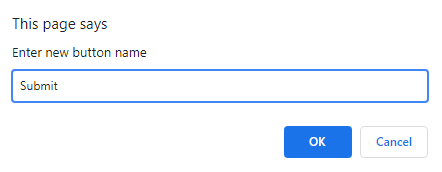 This page says
Enter new button name
Submit
OK Cancel